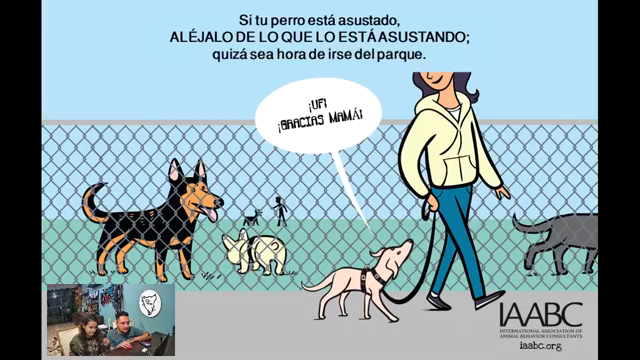 Si tu perro está asustado,
ALÉJALO DE LO QUE LO ESTÁ ASUSTANDO;
quizá sea hora de irse del parque.
¡UF!
¡GRACIAS MAMÁ!
IAABC
INTERNATIONAL ASSOCIATION OF
ANIMAL BEHAVIOR CONSULTANTS
iaabc.org